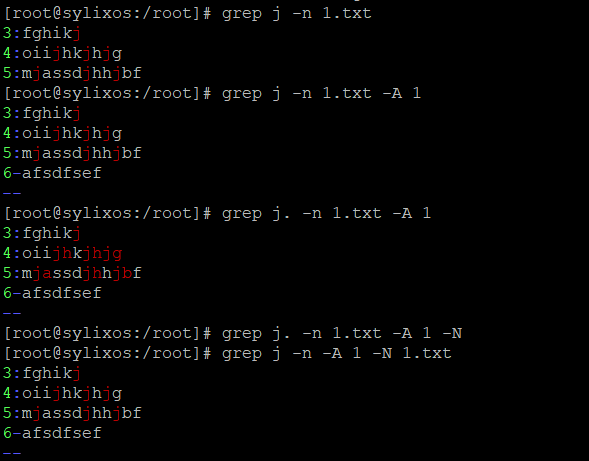 [root@sylixos:/root]# grep j -n 1.txt
3:fghikj
4:oiijhkjhjg
5:mjassdjhhjbf
[root@sylixos:/root]# grep j -n 1.txt -A 1
3:fghikj
4:oiijhkjhjg
5:mjassdjhhjbf
6-afsdfsef
--
[root@sylixos:/root]# grep j. -n 1.txt -A 1
3:fghikj
4:oiijhkjhjg
5:mjassdjhhjbf
6-afsdfsef
--
[root@sylixos:/root]# grep j. -n 1.txt -A 1 -N
[root@sylixos:/root]# grep j -n -A 1 -N 1.txt
3:fghikj
4:oiijhkjhjg
5:mjassdjhhjbf
6-afsdfsef
--